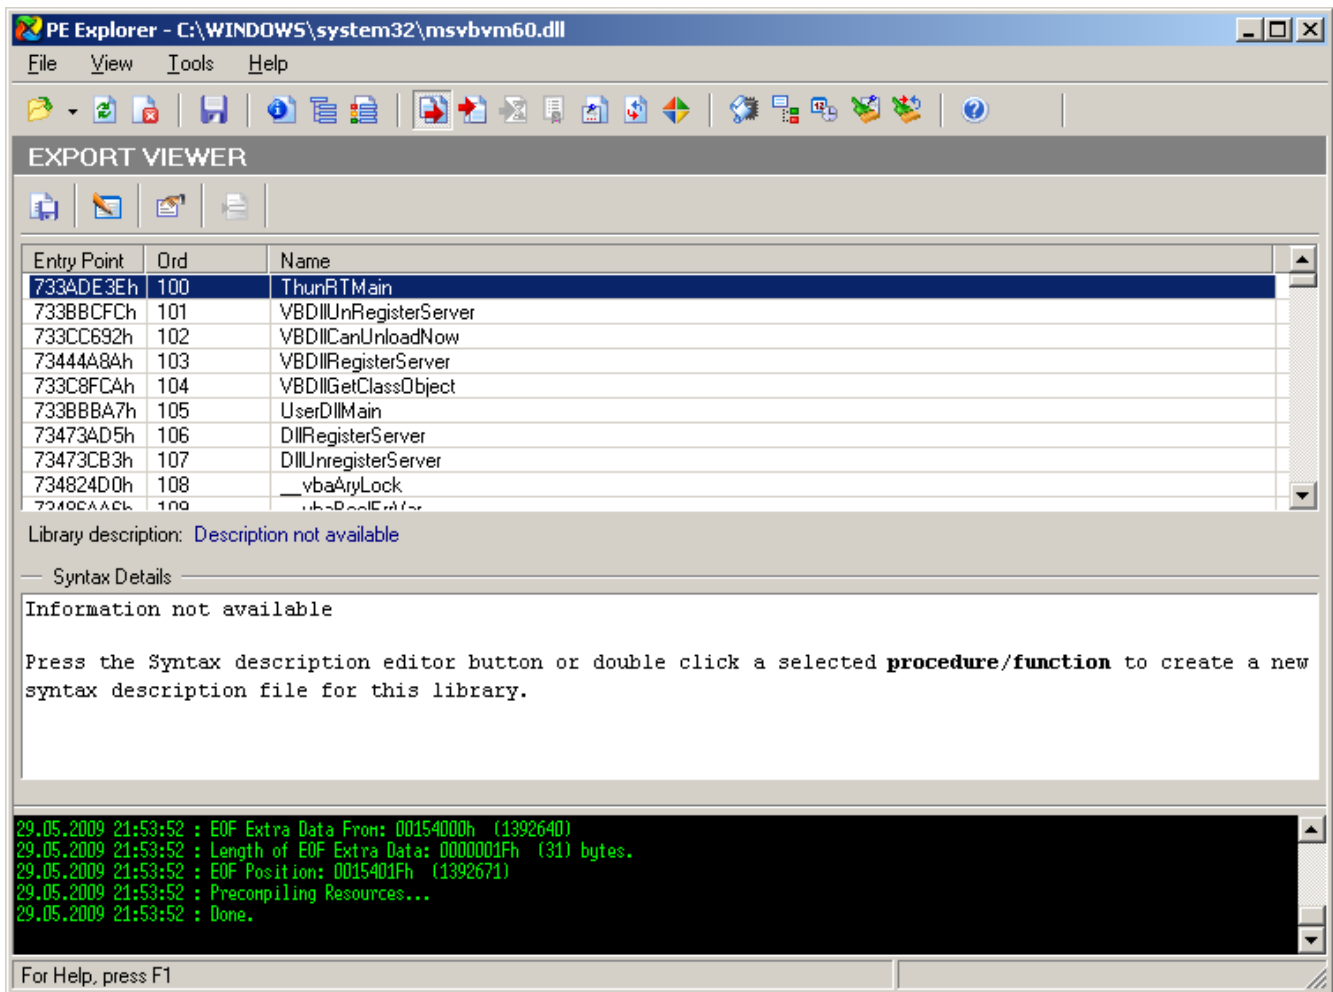 PE Explorer - C:\WINDOWS\system32\msvbvm60.dll
File View Tools Help
EXPORT VIEWER
Entry Point Ord Name
733ADE3Eh 100 ThunRTMain
733BBCFCh 101 VBDllUnRegisterServer
733CC692h 102 VBDllCanUnloadNow
73444A8Ah 103 VBDllRegisterServer
733C8FCAh 104 VBDllGetClassObject
733BBBA7h 105 UserDllMain
73473AD5h 106 DllRegisterServer
73473CB3h 107 DllUnregisterServer
734824D0h 108 __vbaAryLock
109 __vbaBoolErrVar
Library description: Description not available
Syntax Details
Information not available
Press the Syntax description editor button or double click a selected procedure/function to create a new
syntax description file for this library.
29.05.2009 21:53:52 : EOF Extra Data From: 00154000h (1392640)
29.05.2009 21:53:52 : Length of EOF Extra Data: 0000001Fh (31) bytes.
29.05.2009 21:53:52 : EOF Position: 0015401Fh (1392671)
29.05.2009 21:53:52 : Precompiling Resources...
29.05.2009 21:53:52 : Done.
For Help, press F1